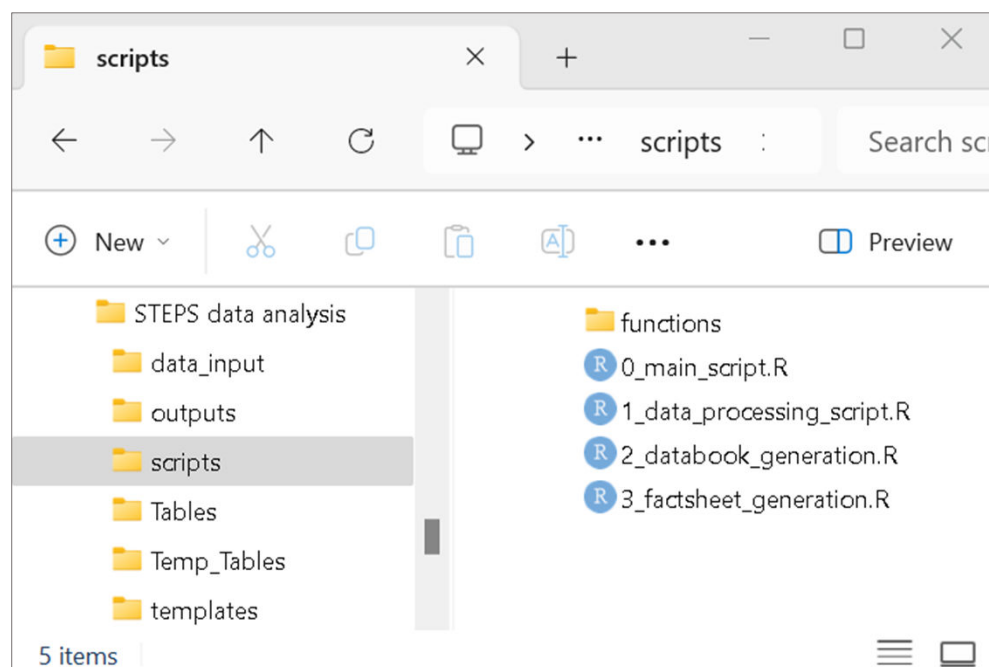 scripts
scripts
Search sc
New
Preview
STEPS data analysis
data_input
outputs
scripts
Tables
Temp_Tables
templates
functions
R 0_main_script.R
R 1_data_processing_script.R
R 2_databook_generation.R
R 3_factsheet_generation.R
5 items